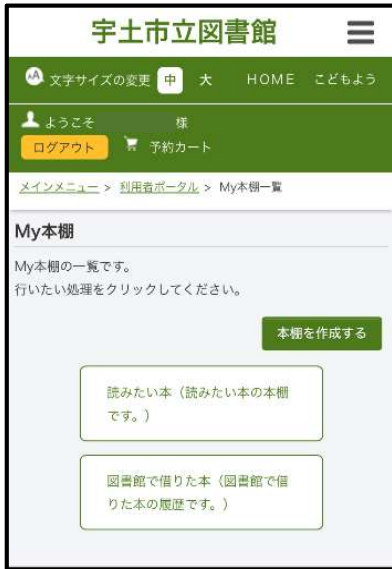 宇土市立図書館
文字サイズの変更 中 大 HOME こどもよう
ようこそ 様
ログアウト 予約カート
メインメニュー > 利用者ポータル > My本棚一覧
My本棚
My本棚の一覧です。
行いたい処理をクリックしてください。
本棚を作成する
読みたい本（読みたい本の本棚
です。）
図書館で借りた本（図書館で借
りた本の履歴です。）